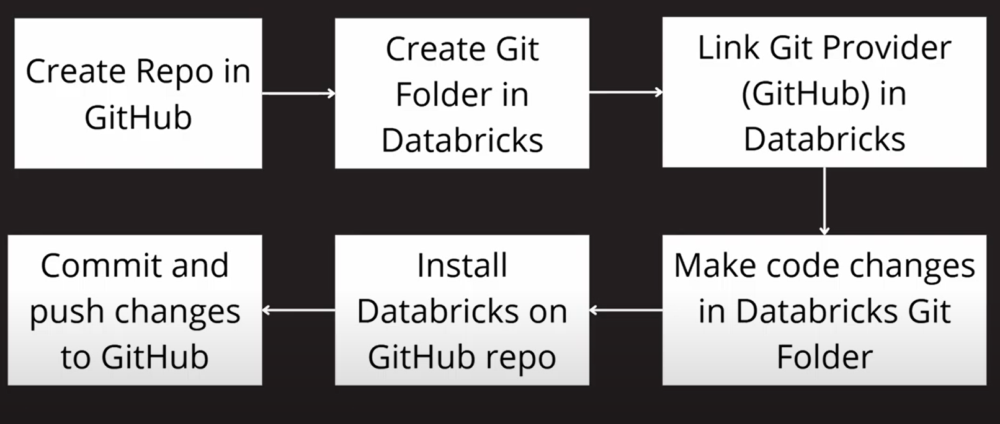 Create Repo in
GitHub
Create Git
Folder in
Databricks
Link Git Provider
(GitHub) in
Databricks
Make code changes
in Databricks Git
Folder
Install
Databricks on
GitHub repo
Commit and
push changes
to GitHub